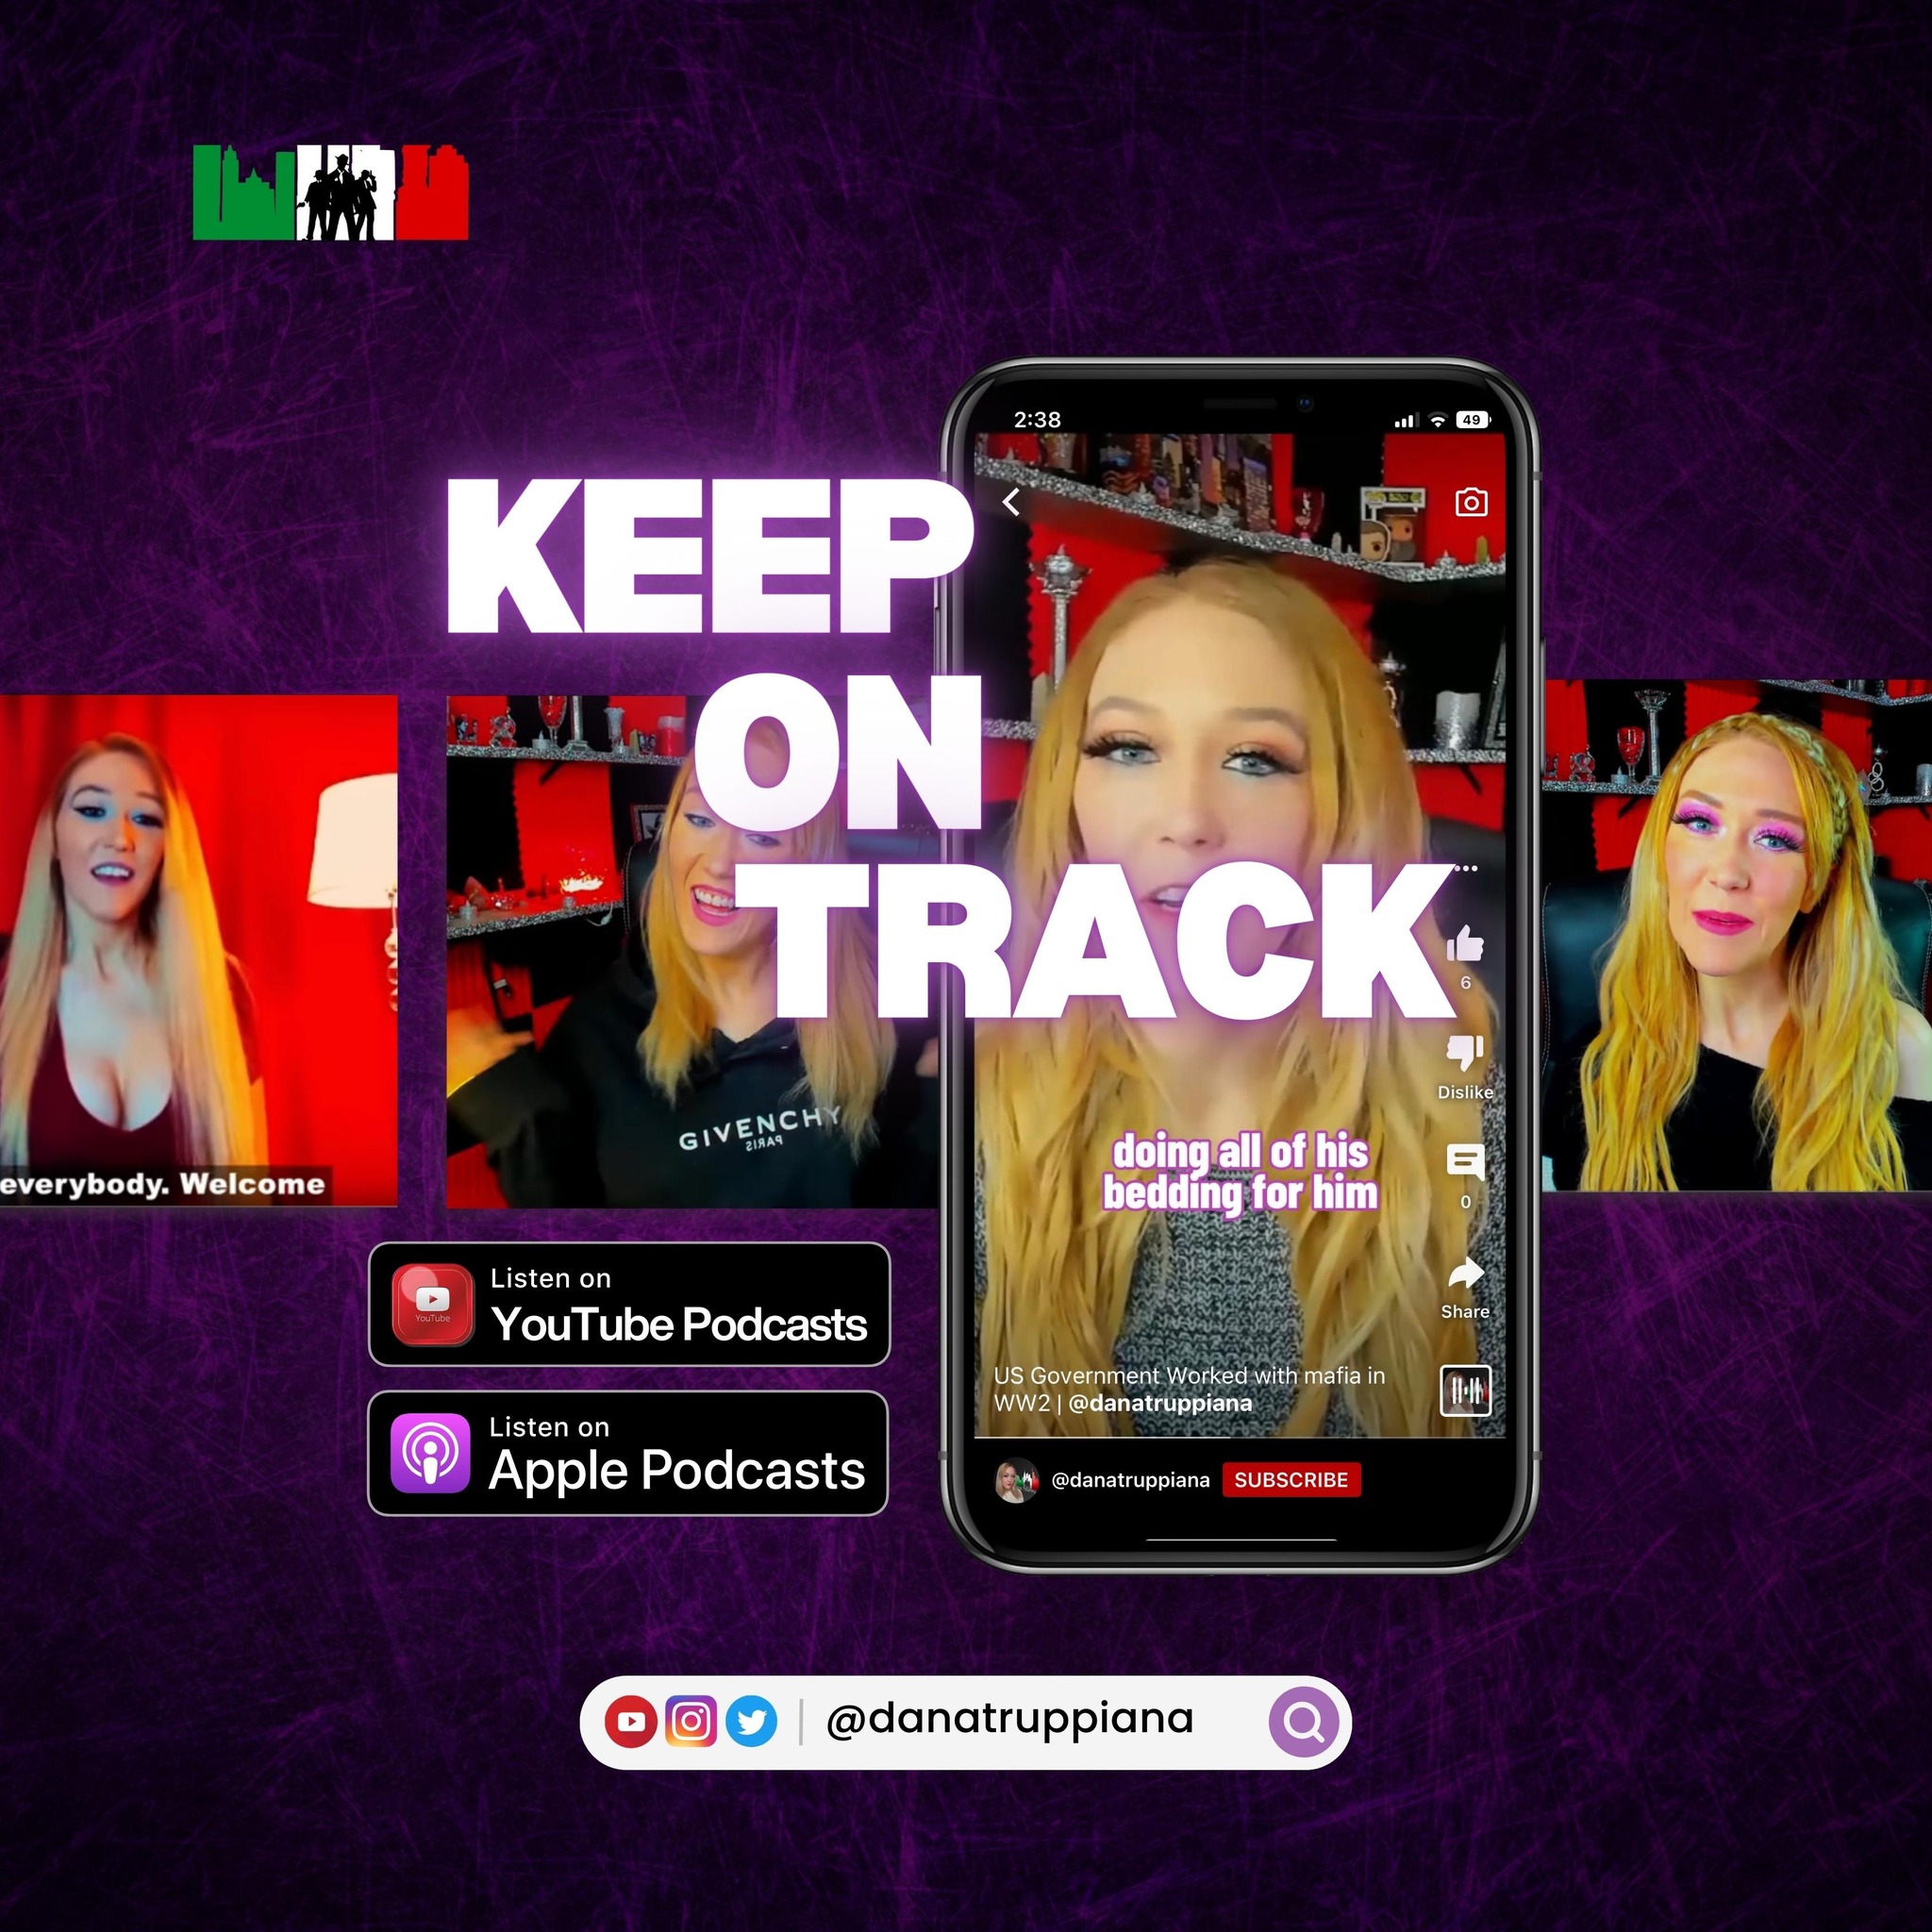 2:38
49
KEEP
ON
TRACK
6
Dislike
GIVENCHY
PARIS
doing all of his
bedding for him
everybody. Welcome
0
Share
Listen on
YouTube
YouTube Podcasts
US Government Worked with mafia in
WW2 | @danatruppiana
Listen on
Apple Podcasts
@danatruppiana SUBSCRIBE
@danatruppiana